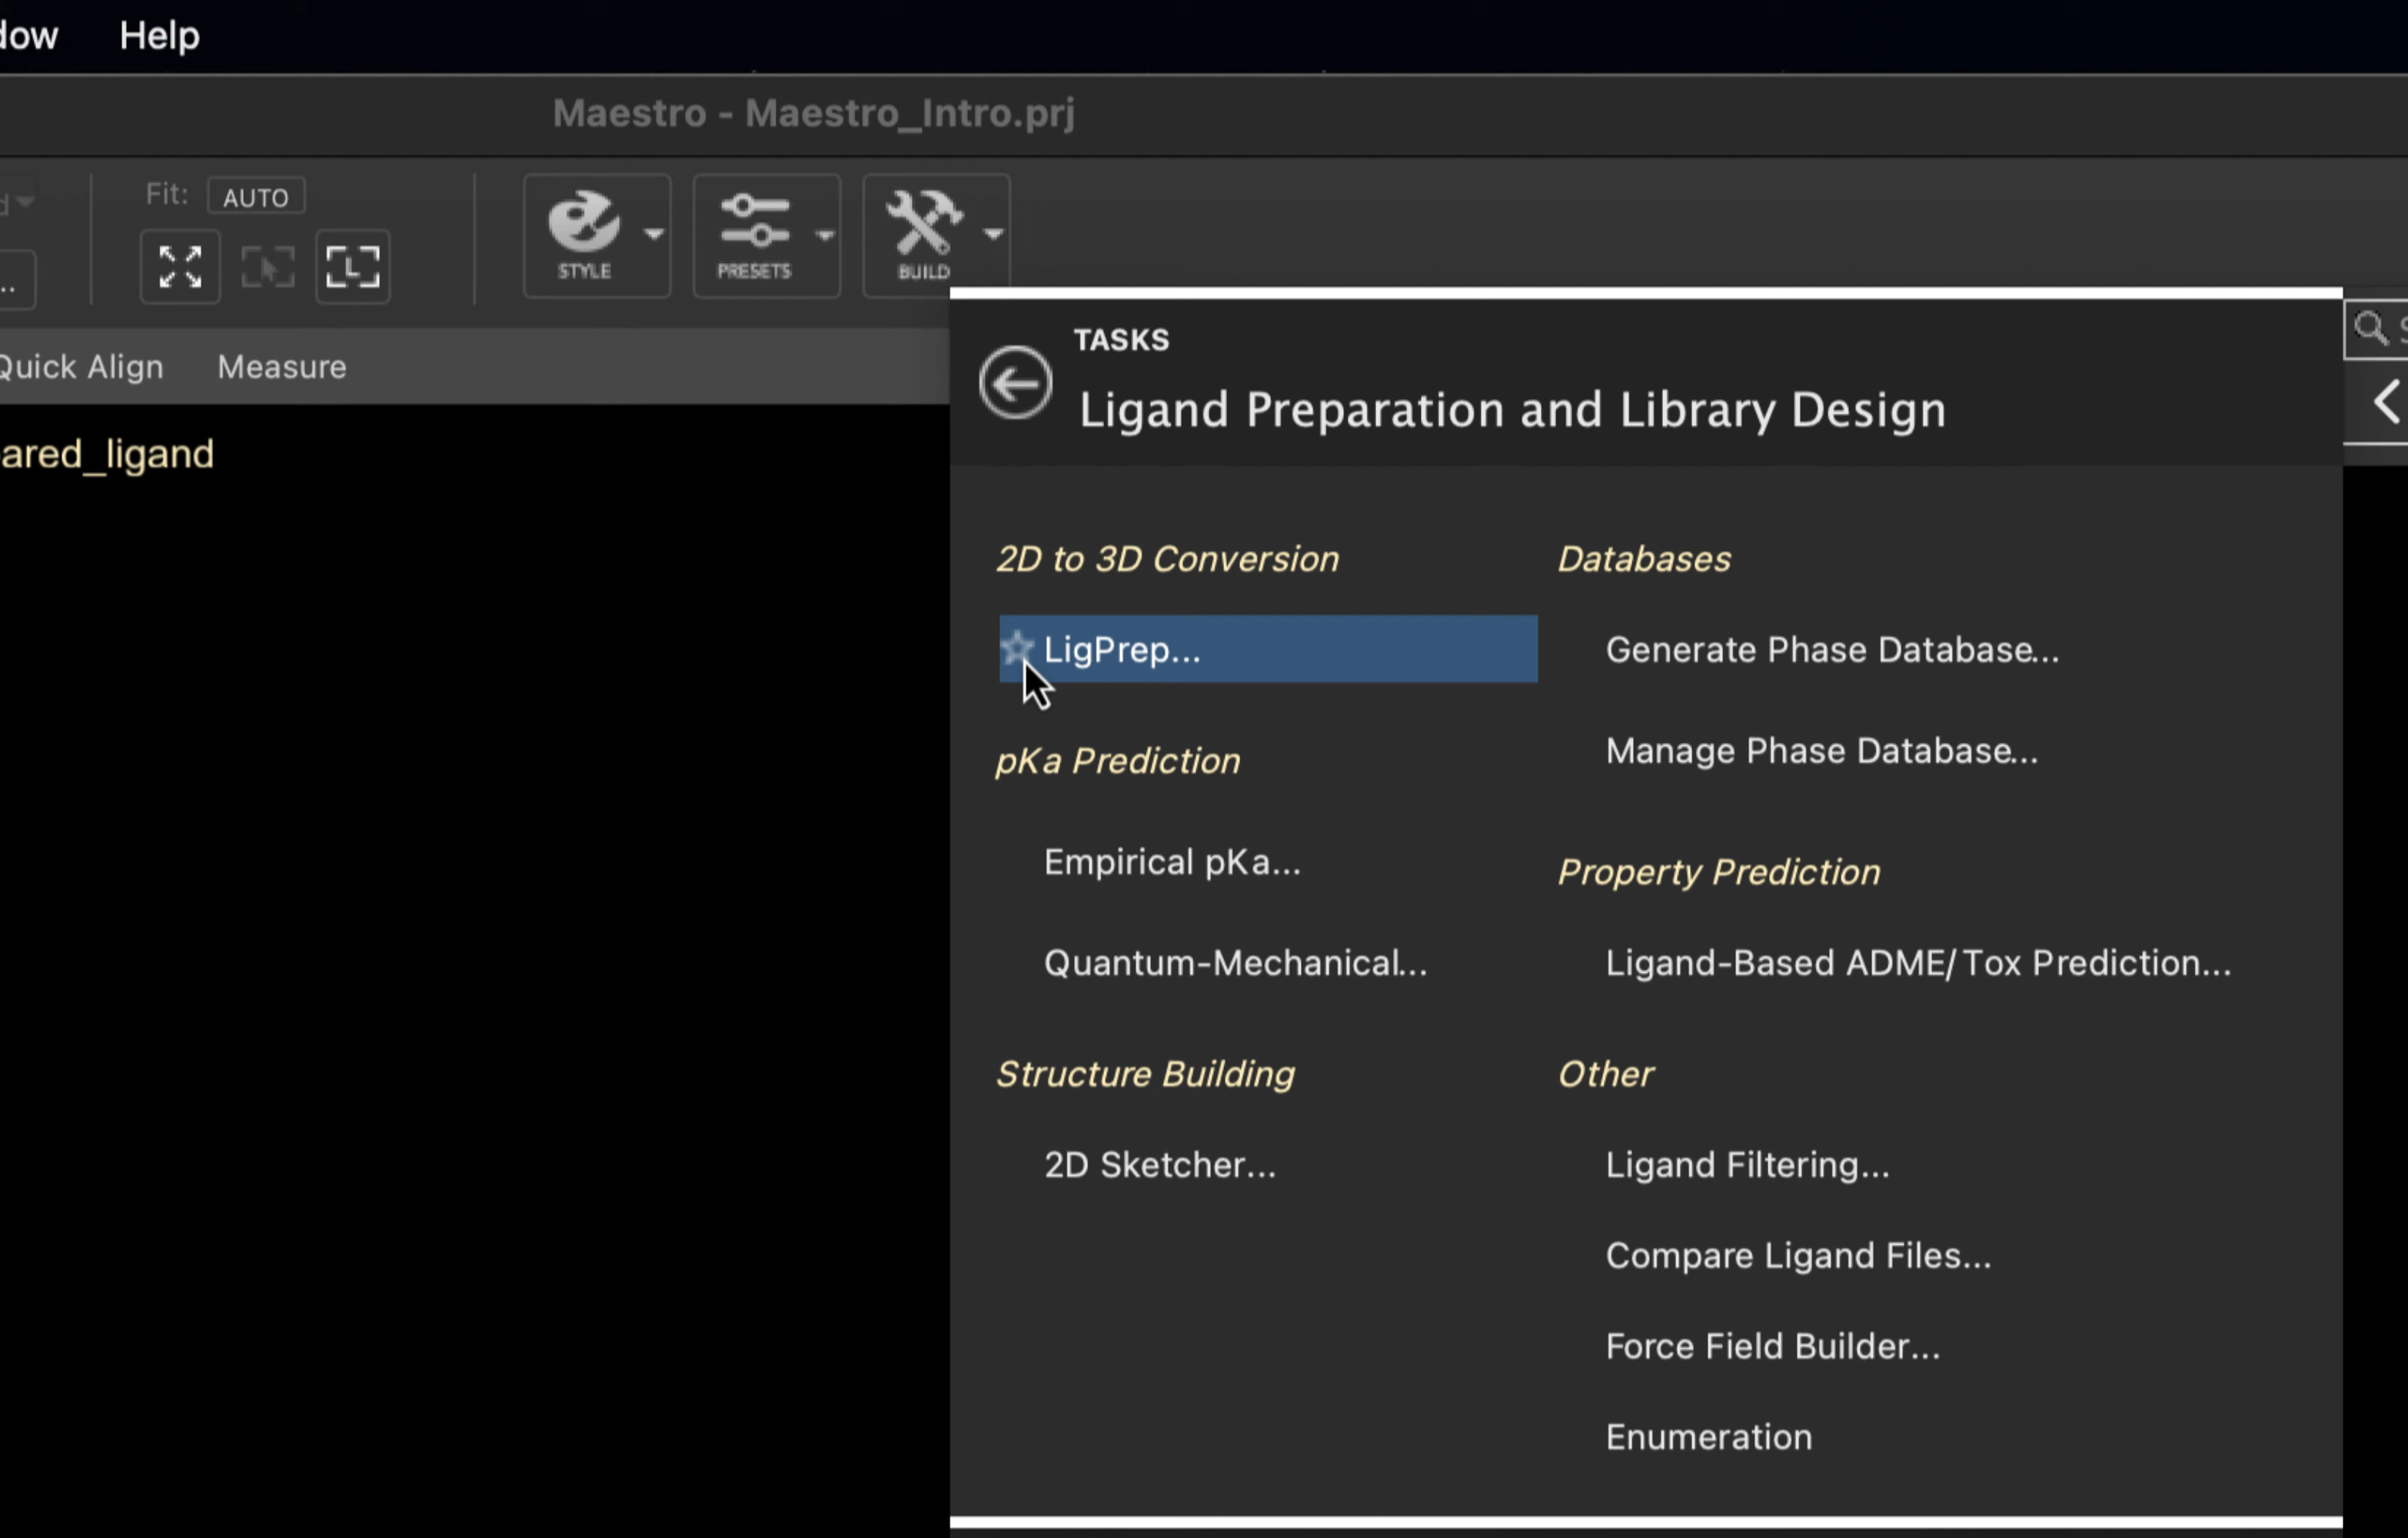 Help
Maestro - Maestro_Intro.prj
Fit: AUTO
STYLE
PRESETS
BUILD
Quick Align Measure
TASKS
Ligand Preparation and Library Design
2D to 3D Conversion
LigPrep...
pKa Prediction
Empirical pKa...
Quantum-Mechanical...
Structure Building
2D Sketcher...
Databases
Generate Phase Database...
Manage Phase Database...
Property Prediction
Ligand-Based ADME/Tox Prediction...
Other
Ligand Filtering...
Compare Ligand Files...
Force Field Builder...
Enumeration